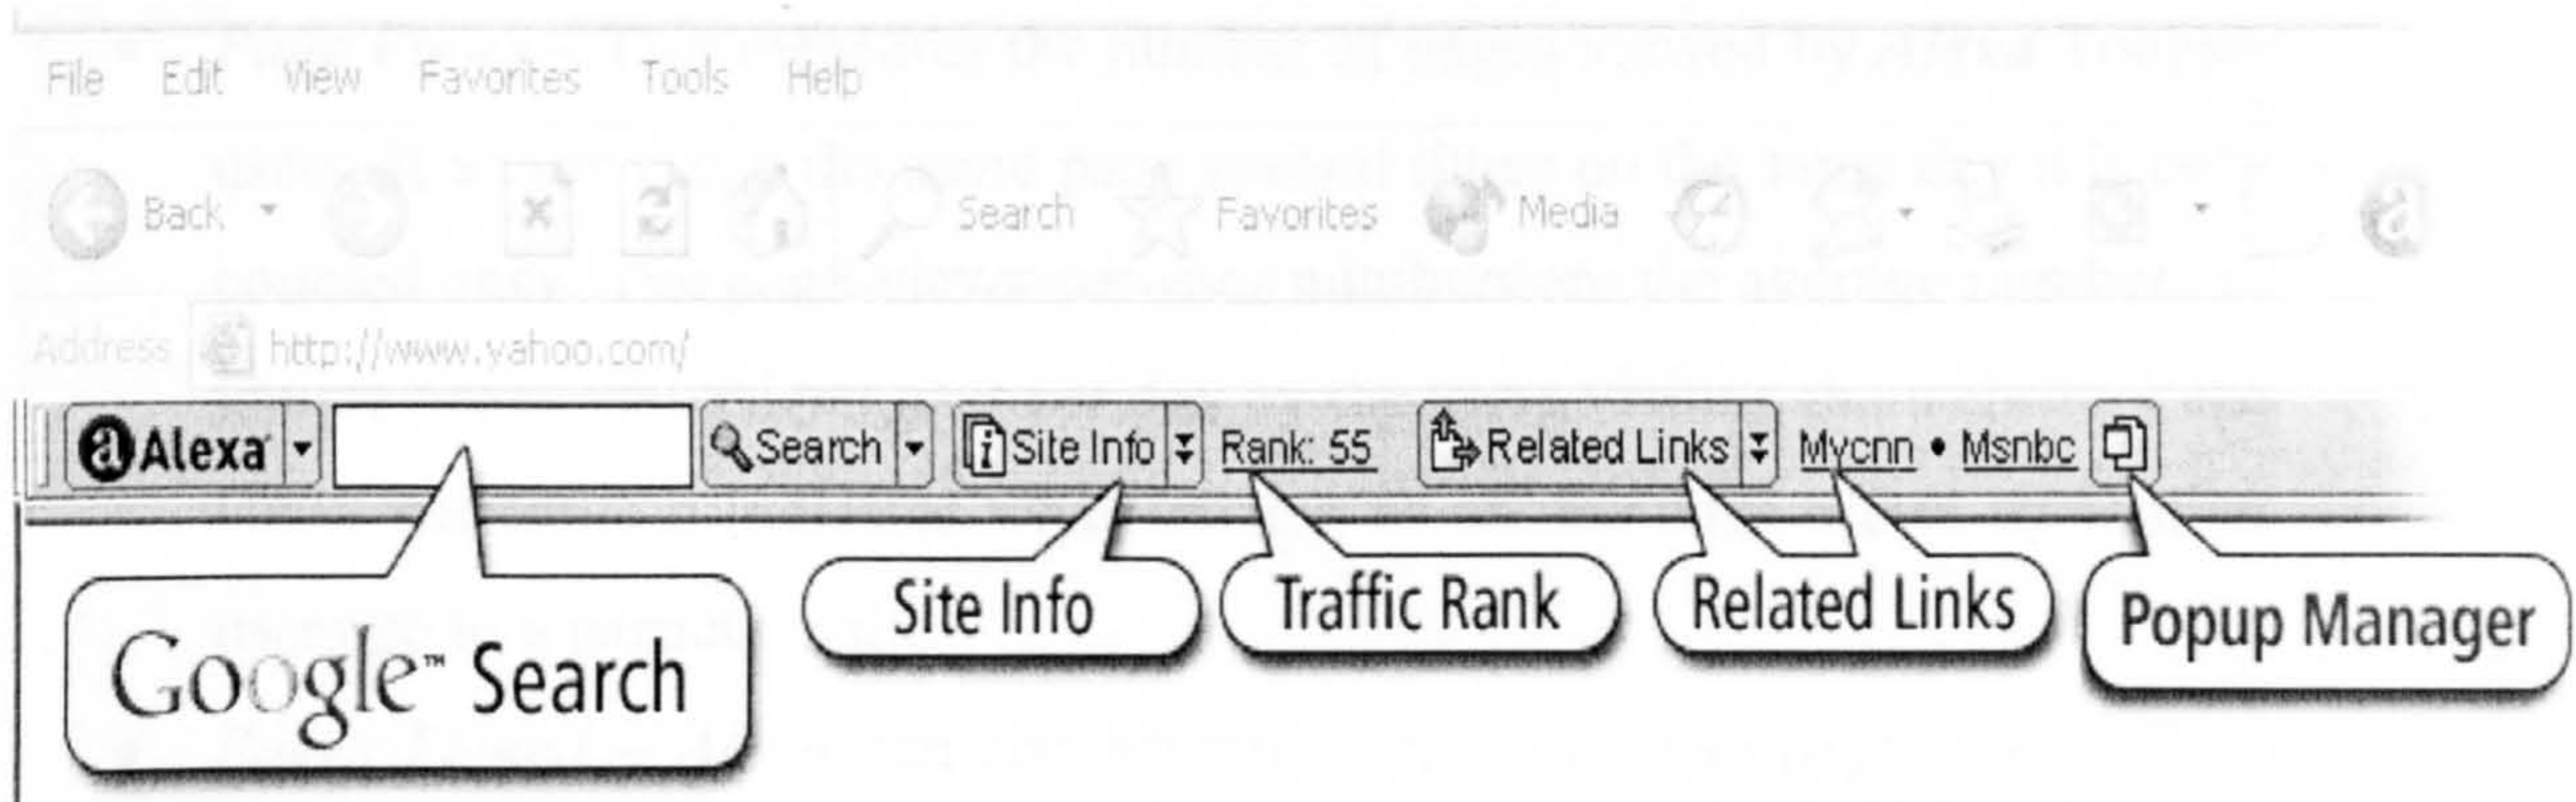 File Edit View Favorites Tools Help
Back Search Favorites Media
Address http://www.yahoo.com/
Alexa Search Site Info Rank: 55 Related Links Mycnn • Msnbc
Site Info Traffic Rank Related Links Popup Manager
Google™ Search